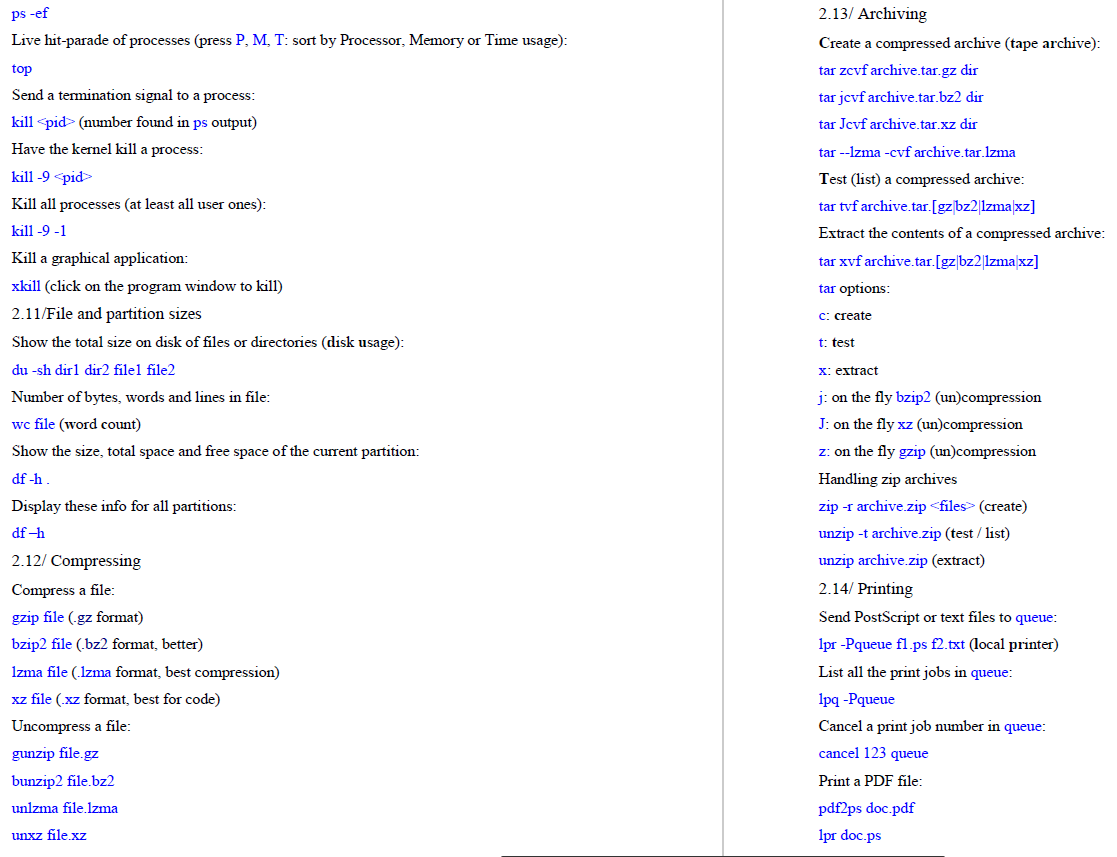 ps -ef
Live hit-parade of processes (press P, M, T: sort by Processor, Memory or Time usage):
top
Send a termination signal to a process:
kill <pid> (number found in ps output)
Have the kernel kill a process:
kill -9 <pid>
Kill all processes (at least all user ones):
kill -9 -1
Kill a graphical application:
xkill (click on the program window to kill)
2.11/File and partition sizes
Show the total size on disk of files or directories (disk usage):
du -sh dir1 dir2 file1 file2
Number of bytes, words and lines in file:
wc file (word count)
Show the size, total space and free space of the current partition:
df -h .
Display these info for all partitions:
df –h
2.12/ Compressing
Compress a file:
gzip file (.gz format)
bzip2 file (.bz2 format, better)
lzma file (.lzma format, best compression)
xz file (.xz format, best for code)
Uncompress a file:
gunzip file.gz
bunzip2 file.bz2
unlzma file.lzma
unxz file.xz
2.13/ Archiving
Create a compressed archive (tape archive):
tar zcvf archive.tar.gz dir
tar jcvf archive.tar.bz2 dir
tar Jcvf archive.tar.xz dir
tar --lzma -cvf archive.tar.lzma
Test (list) a compressed archive:
tar tvf archive.tar.[gz|bz2|lzma|xz]
Extract the contents of a compressed archive:
tar xvf archive.tar.[gz|bz2|lzma|xz]
tar options:
c: create
t: test
x: extract
j: on the fly bzip2 (un)compression
J: on the fly xz (un)compression
z: on the fly gzip (un)compression
Handling zip archives
zip -r archive.zip <files> (create)
unzip -t archive.zip (test / list)
unzip archive.zip (extract)
2.14/ Printing
Send PostScript or text files to queue:
lpr -Pqueue f1.ps f2.txt (local printer)
List all the print jobs in queue:
lpq -Pqueue
Cancel a print job number in queue:
cancel 123 queue
Print a PDF file:
pdf2ps doc.pdf
lpr doc.ps